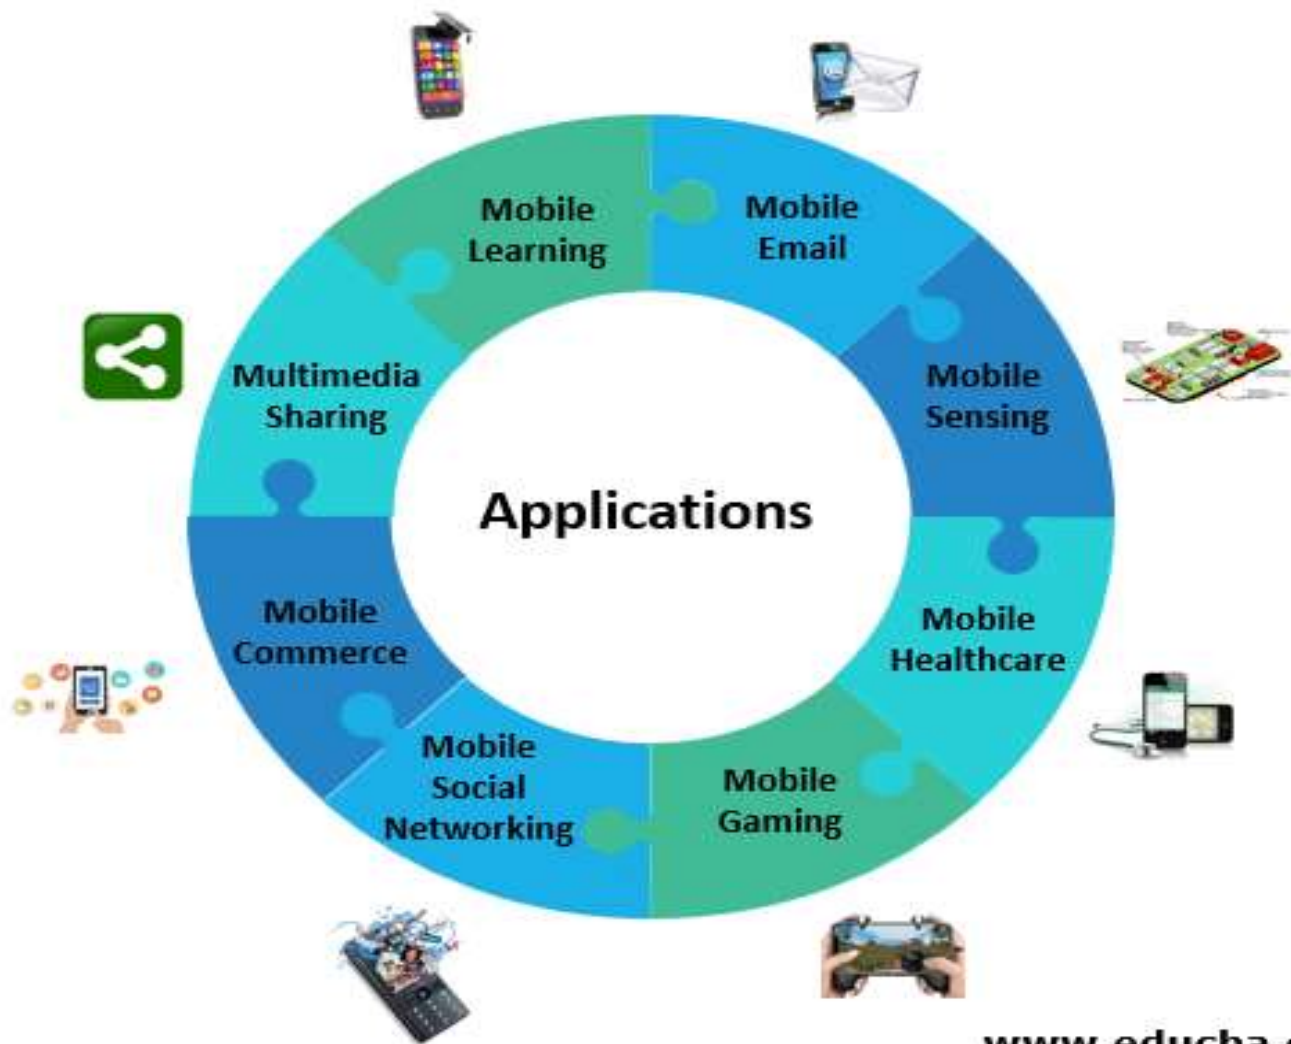 Mobile
Learning
Mobile
Email
Mobile
Sensing
Mobile
Healthcare
Mobile
Gaming
Mobile
Social
Networking
Mobile
Commerce
Multimedia
Sharing
Applications